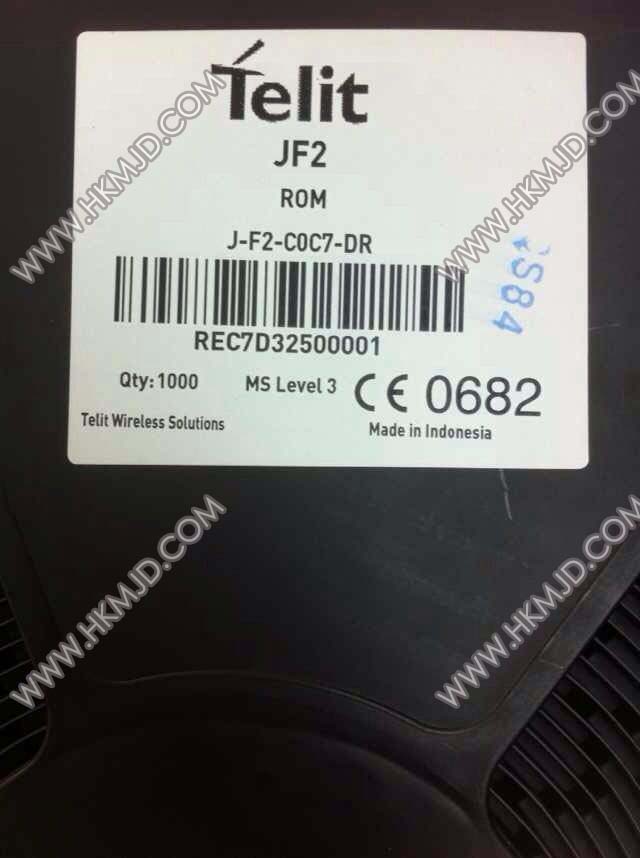 Telit
JF2
ROM
J-F2-C0C7-DR
REC7D32500001
S84
Qty:1000 MS Level 3 CE 0682
Telit Wireless Solutions Made in Indonesia
WWW.HKMJD.COM
WWW.HKMJD.COM
WWW.HKMJD.COM
WWW.HKMJD.COM